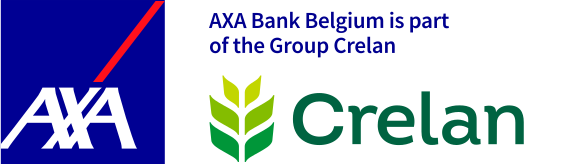 AXA
AXA Bank Belgium is part
of the Group Crelan
Crelan